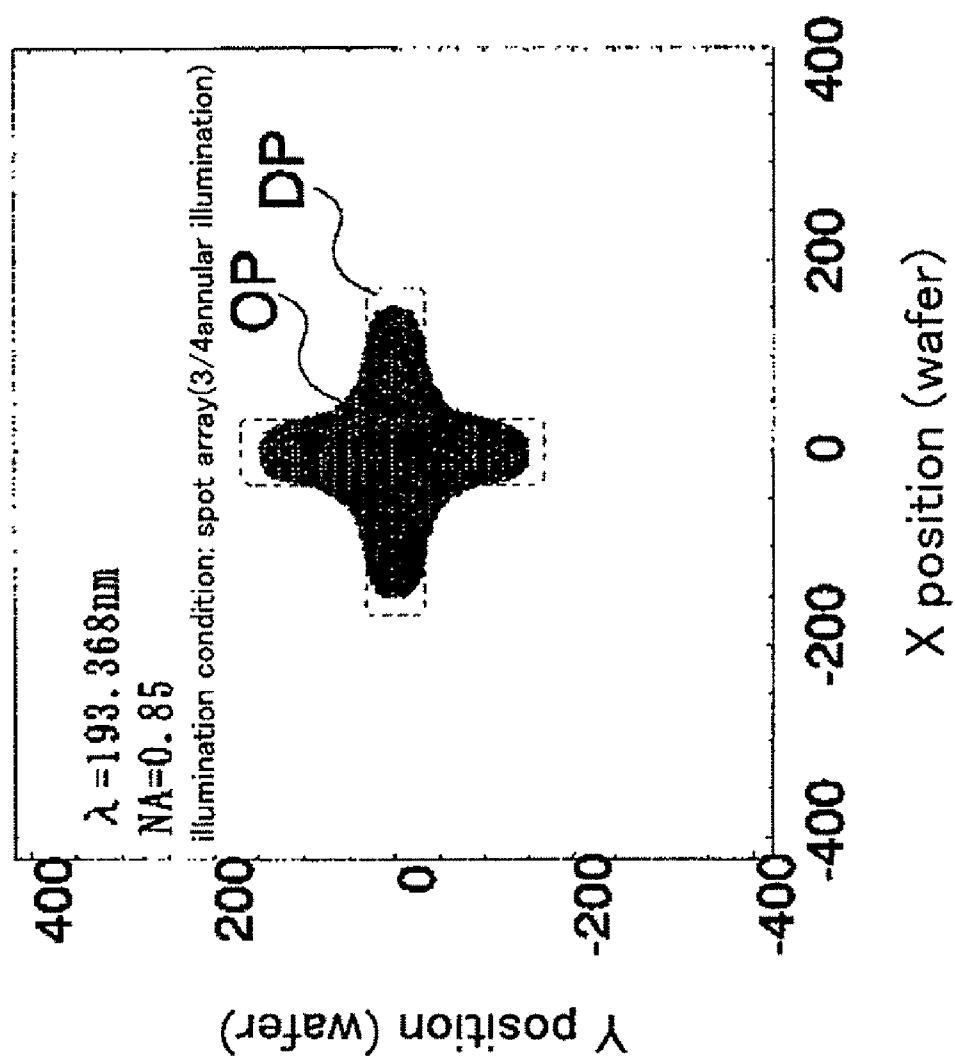 λ=193.368nm
NA=0.85
illumination condition: spot array(3/4annular illumination)
OP
DP
400
200
0
-200
-400
Y position (wafer)
-400
-200
0
200
400
X position (wafer)